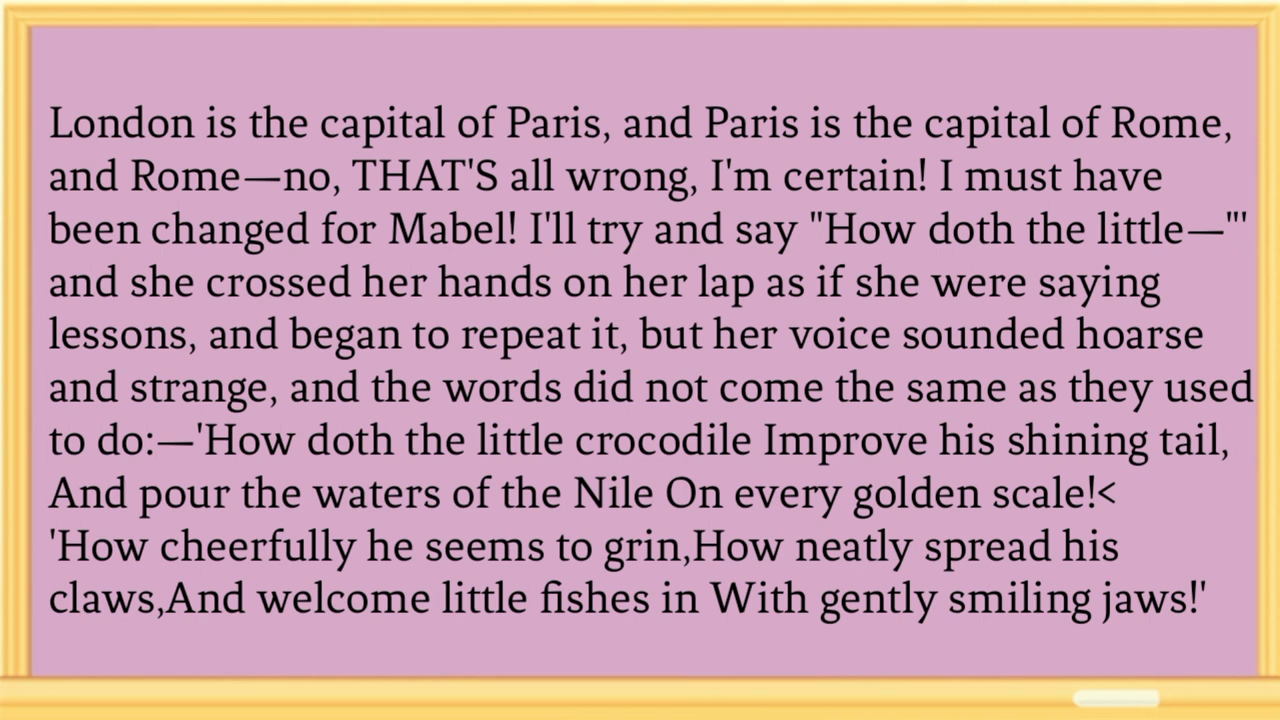 London is the capital of Paris, and Paris is the capital of Rome,
and Rome—no, THAT'S all wrong, I'm certain! I must have
been changed for Mabel! I'll try and say "How doth the little—"'
and she crossed her hands on her lap as if she were saying
lessons, and began to repeat it, but her voice sounded hoarse
and strange, and the words did not come the same as they used
to do:—'How doth the little crocodile Improve his shining tail,
And pour the waters of the Nile On every golden scale!<
'How cheerfully he seems to grin,How neatly spread his
claws,And welcome little fishes in With gently smiling jaws!'